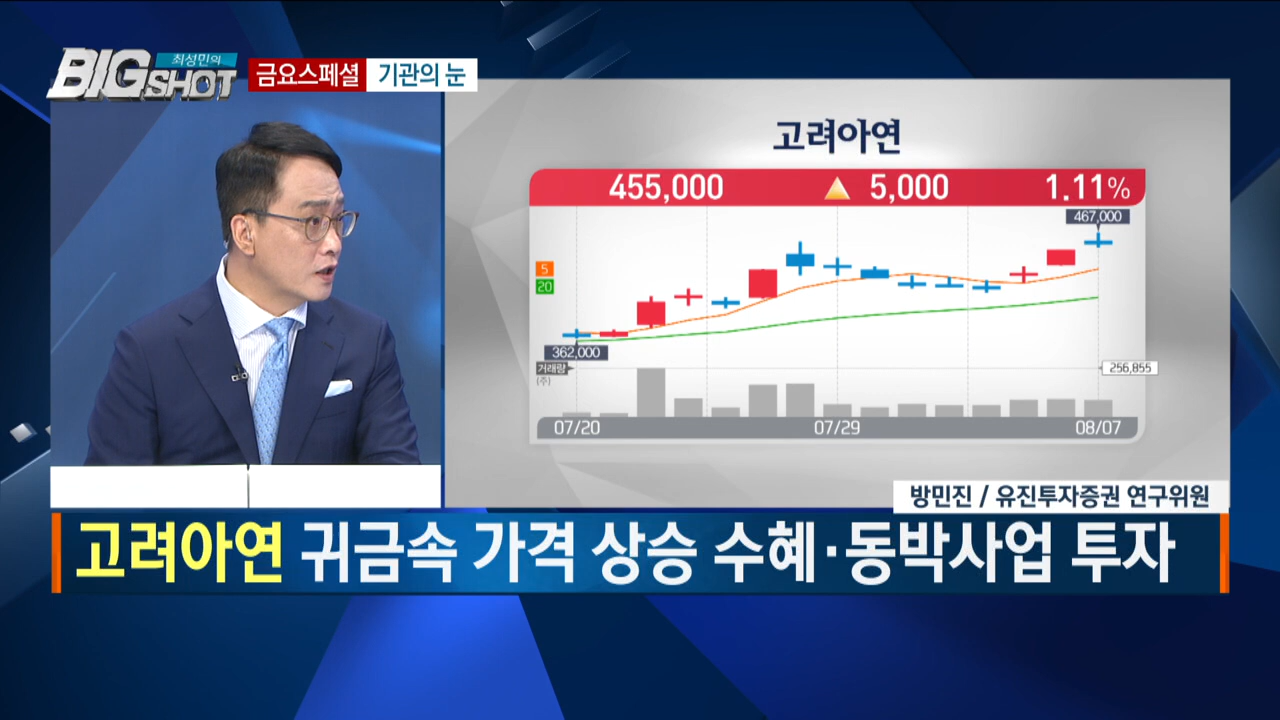 최성민의
BIG SHOT
금요스페셜 기관의 눈
고려아연
455,000 ▲ 5,000 1.11%
467,000
5
20
362,000
거래량
(주)
256,855
07/20 07/29 08/07
방민진 / 유진투자증권 연구위원
고려아연 귀금속 가격 상승 수혜·동박사업 투자